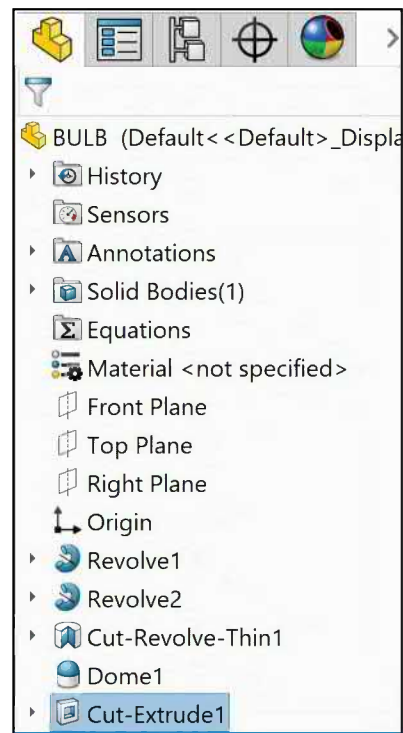 BULB (Default<<Default>_Displa
History
Sensors
Annotations
Solid Bodies(1)
Equations
Material <not specified>
Front Plane
Top Plane
Right Plane
Origin
Revolve1
Revolve2
Cut-Revolve-Thin1
Dome1
Cut-Extrude1